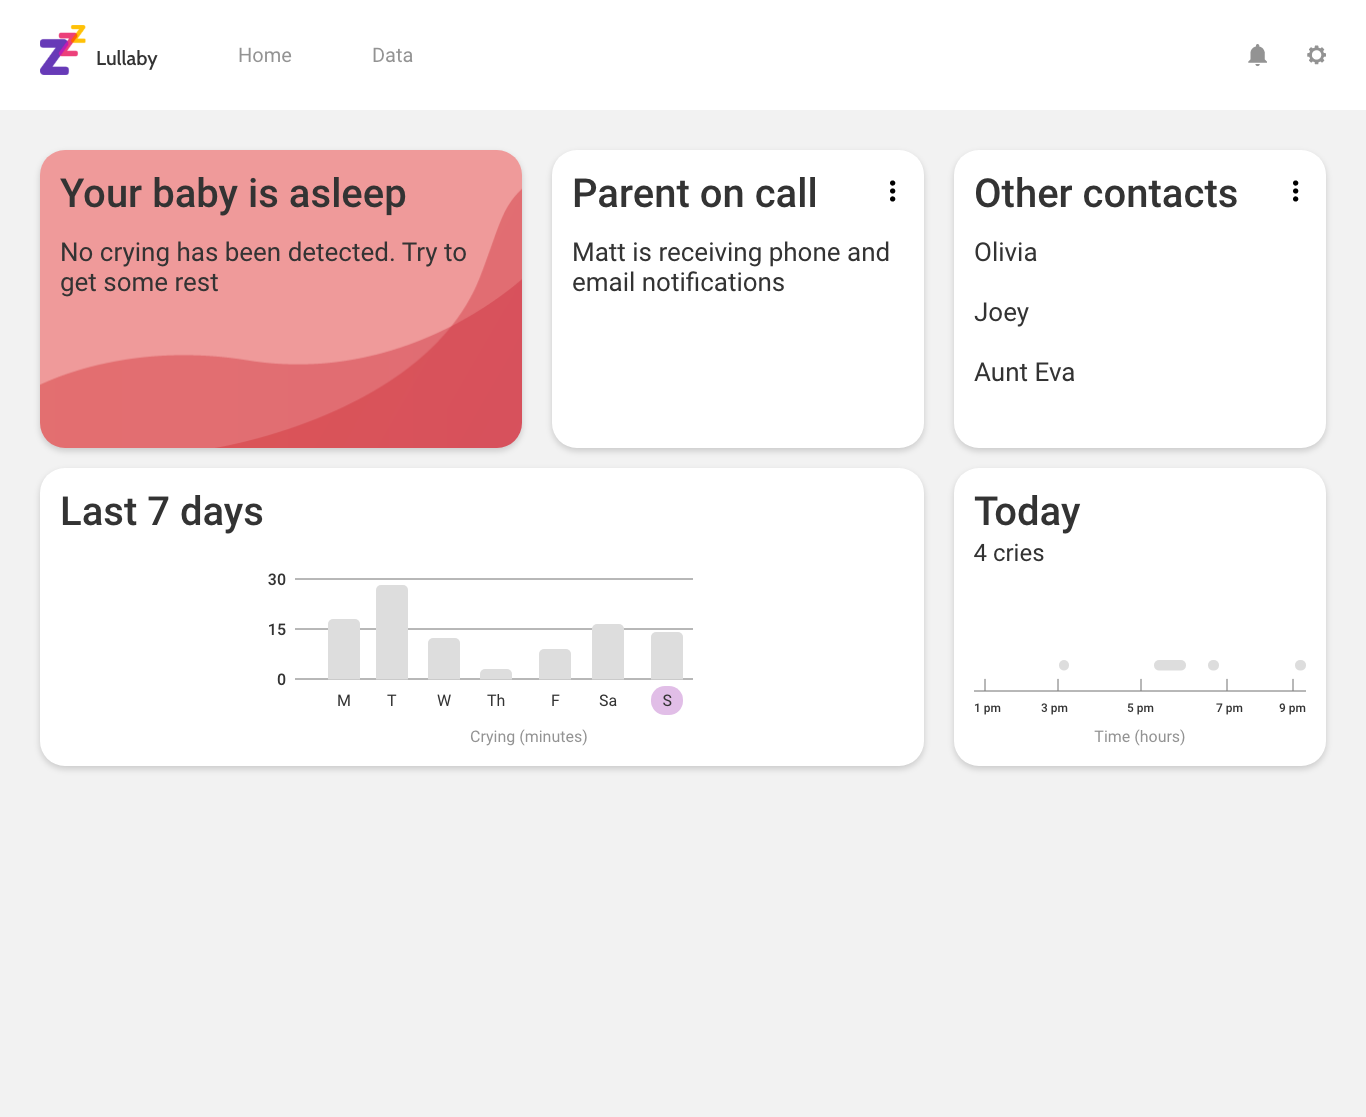 Lullaby
Home
Data
Your baby is asleep
No crying has been detected. Try to
get some rest
Parent on call
Matt is receiving phone and
email notifications
Other contacts
Olivia
Joey
Aunt Eva
Last 7 days
30
15
0
M T W Th F Sa S
Crying (minutes)
Today
4 cries
1 pm 3 pm 5 pm 7 pm 9 pm
Time (hours)